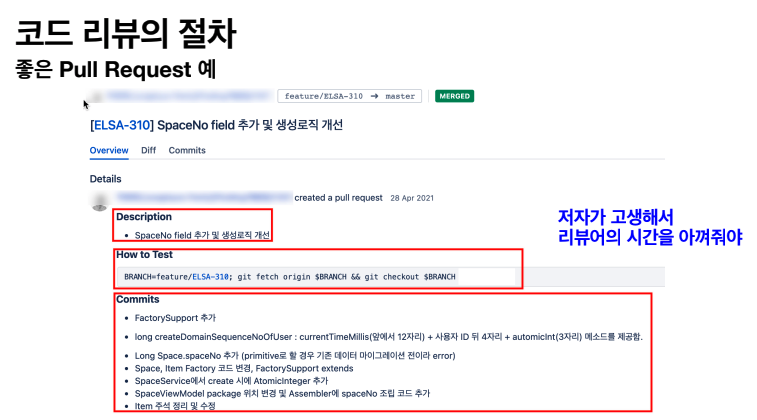 코드 리뷰의 절차
좋은 Pull Request 예
feature/ELSA-310 → master
MERGED
[ELSA-310] SpaceNo field 추가 및 생성로직 개선
Overview Diff Commits
Details
created a pull request 28 Apr 2021
Description
• SpaceNo field 추가 및 생성로직 개선
저자가 고생해서
리뷰어의 시간을 아껴줘야
How to Test
BRANCH=feature/ELSA-310; git fetch origin $BRANCH && git checkout $BRANCH
Commits
• FactorySupport 추가
• long createDomainSequenceNoOfUser : currentTimeMillis(앞에서 12자리) + 사용자 ID 뒤 4자리 + automicInt(3자리) 메소드를 제공함.
• Long Space.spaceNo 추가 (primitive로 할 경우 기존 데이터 마이그레이션 전이라 error)
• Space, Item Factory 코드 변경, FactorySupport extends
• SpaceService에서 create 시에 AtomicInteger 추가
• SpaceViewModel package 위치 변경 및 Assembler에 spaceNo 조립 코드 추가
• Item 주석 정리 및 수정